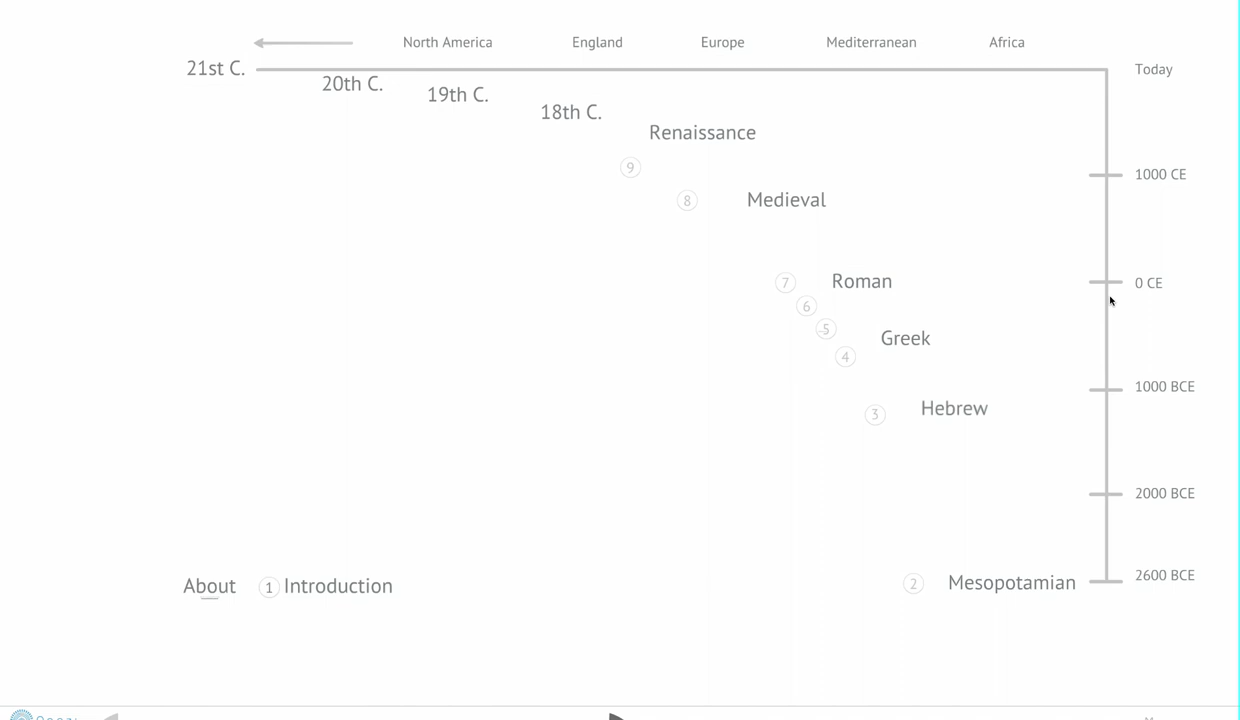 North America England Europe Mediterranean Africa
21st C. Today
20th C.
19th C.
18th C.
Renaissance
9
1000 CE
8 Medieval
7 Roman 0 CE
6
5
Greek
4
1000 BCE
3 Hebrew
2000 BCE
2600 BCE
About 1 Introduction 2 Mesopotamian